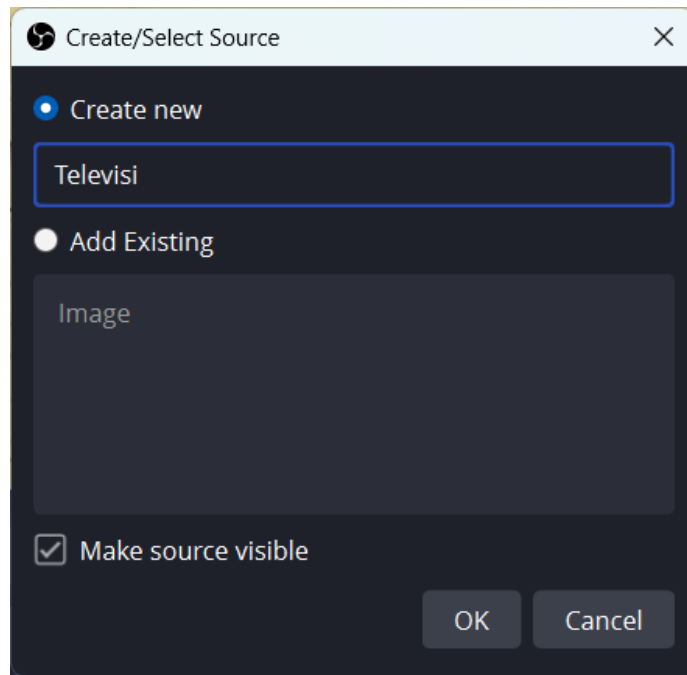 Create/Select Source
Create new
Televisi
Add Existing
Image
Make source visible
OK Cancel